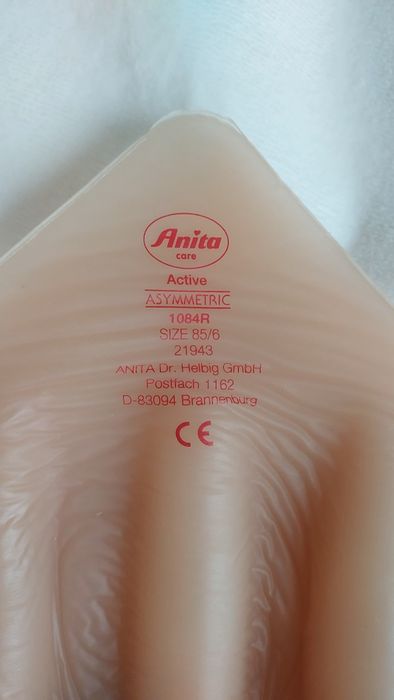 Anita
care
Active
ASYMMETRIC
1084R
SIZE 85/6
21943
ANITA Dr. Helbig GmbH
Postfach 1162
D-83094 Brannenburg
CE